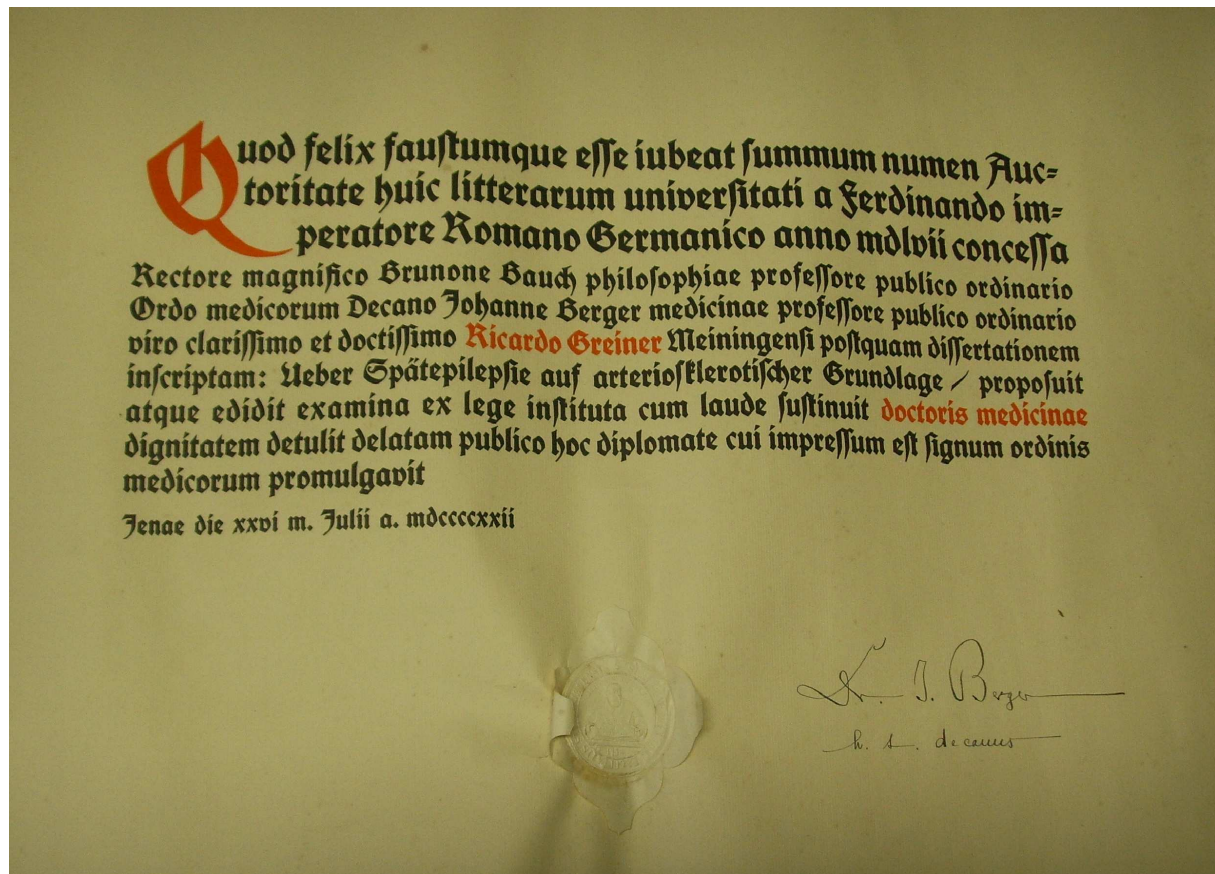 Quod felix faustumque esse iubeat summum numen Auc=
toritate huic litterarum universitati a Ferdinando im=
peratore Romano Germanico anno mdlvii concessa
Rectore magnifico Brunone Bauch philosophiae professore publico ordinario
Ordo medicorum Decano Johanne Berger medicinae professore publico ordinario
viro clarissimo et doctissimo Ricardo Greiner Meiningensi postquam dissertationem
inscriptam: Ueber Spätepilepsie auf arteriosklerotischer Grundlage / proposuit
atque edidit examina ex lege instituta cum laude sustinuit doctoris medicinae
dignitatem detulit delatam publico hoc diplomate cui impressum est signum ordinis
medicorum promulgavit
Jenae die xxvi m. Julii a. mdccccxxii
Dr. J. Berger
h. t. decanus